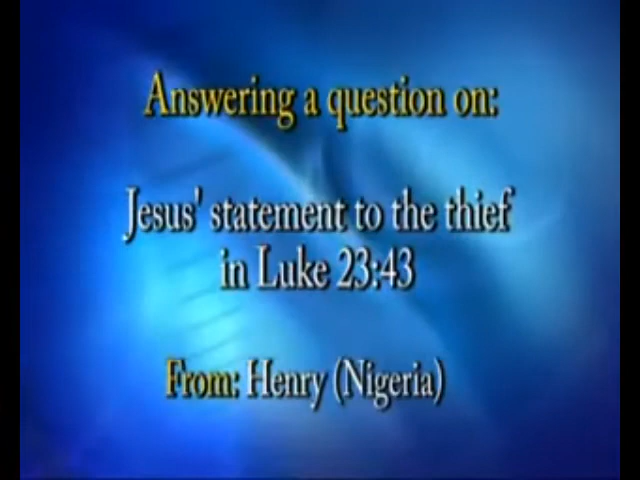 Answering a question on:
Jesus' statement to the thief
in Luke 23:43
From: Henry (Nigeria)